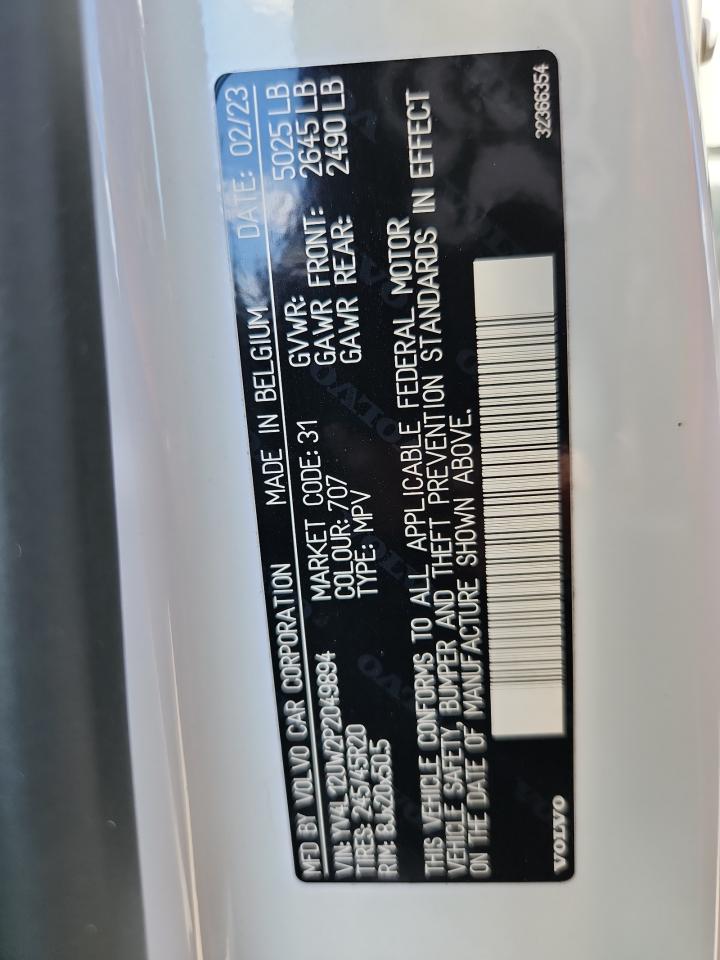 MFD BY VOLVO CAR CORPORATION MADE IN BELGIUM DATE: 02/23
VIN: YV4L12UW2P2049894 MARKET CODE: 31 GVWR: 5025 LB
TIRES: 245/45R20 COLOUR: 707 GAWR FRONT: 2645 LB
RIM: 8Jx20x50.5 TYPE: MPV GAWR REAR: 2490 LB
THIS VEHICLE CONFORMS TO ALL APPLICABLE FEDERAL MOTOR
VEHICLE SAFETY, BUMPER AND THEFT PREVENTION STANDARDS IN EFFECT
ON THE DATE OF MANUFACTURE SHOWN ABOVE.
VOLVO 32366354